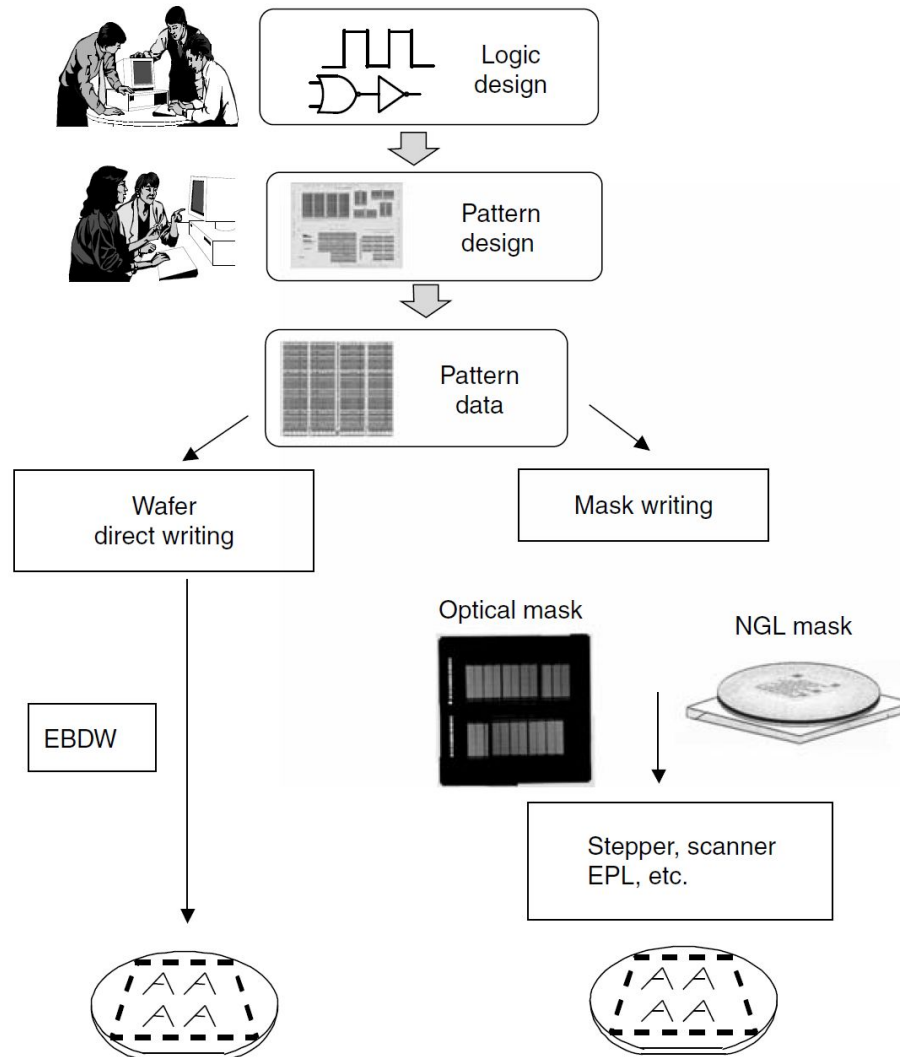 Logic
design
Pattern
design
Pattern
data
Wafer
direct writing
Mask writing
Optical mask
NGL mask
EBDW
Stepper, scanner
EPL, etc.
A A
A A
A A
A A